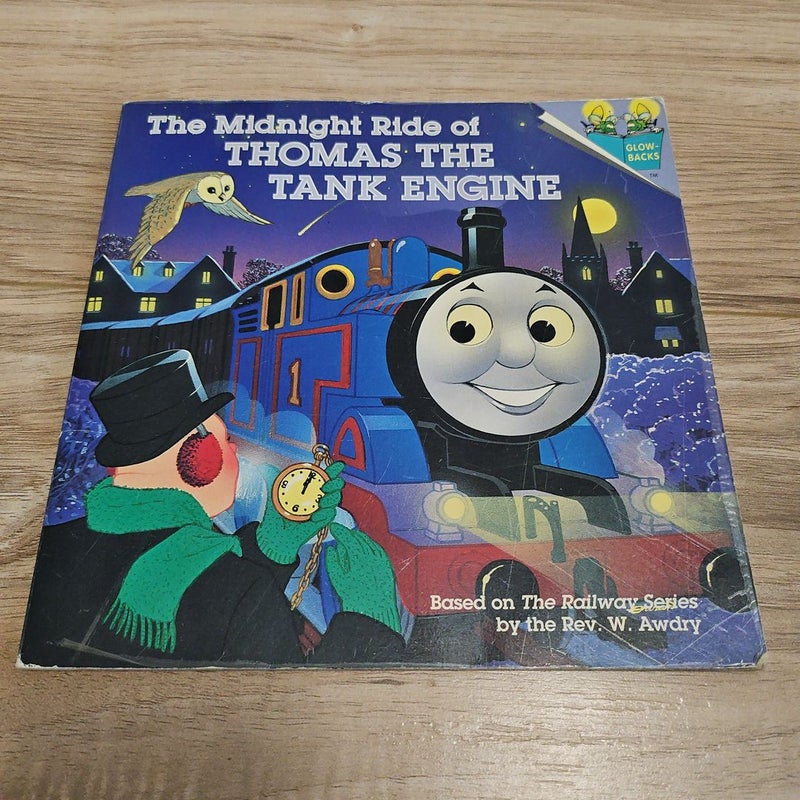 The Midnight Ride of
THOMAS THE
TANK ENGINE
GLOW-
BACKS
TM
1
Based on The Railway Series
by the Rev. W. Awdry